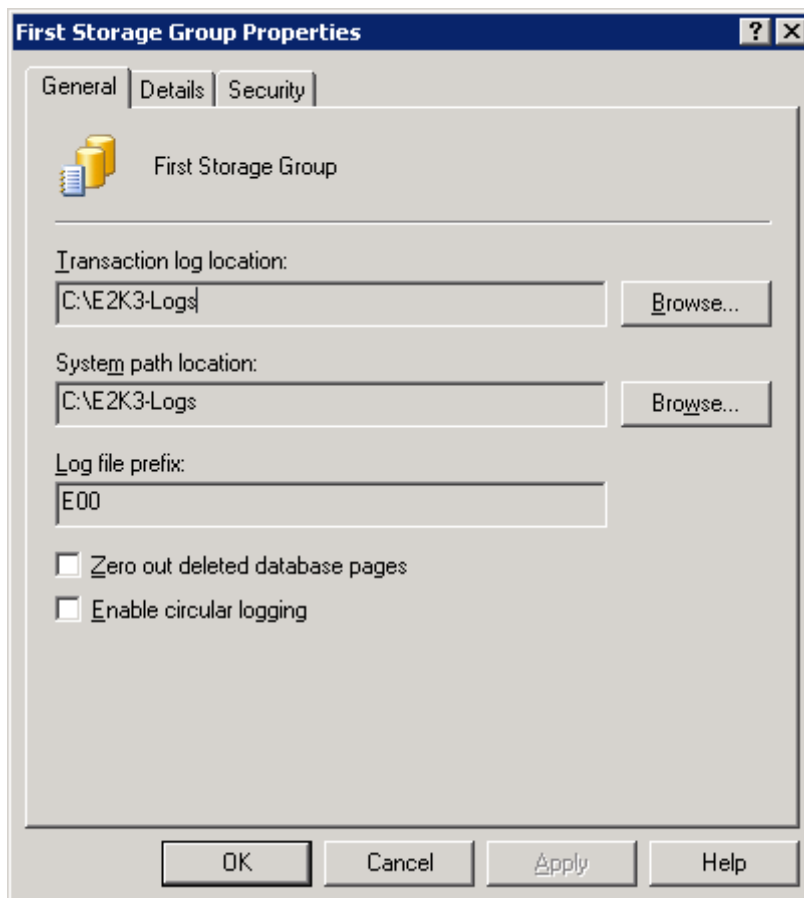 First Storage Group Properties
General Details Security
First Storage Group
Transaction log location:
C:\E2K3-Logs Browse...
System path location:
C:\E2K3-Logs Browse...
Log file prefix:
E00
Zero out deleted database pages
Enable circular logging
OK Cancel Apply Help